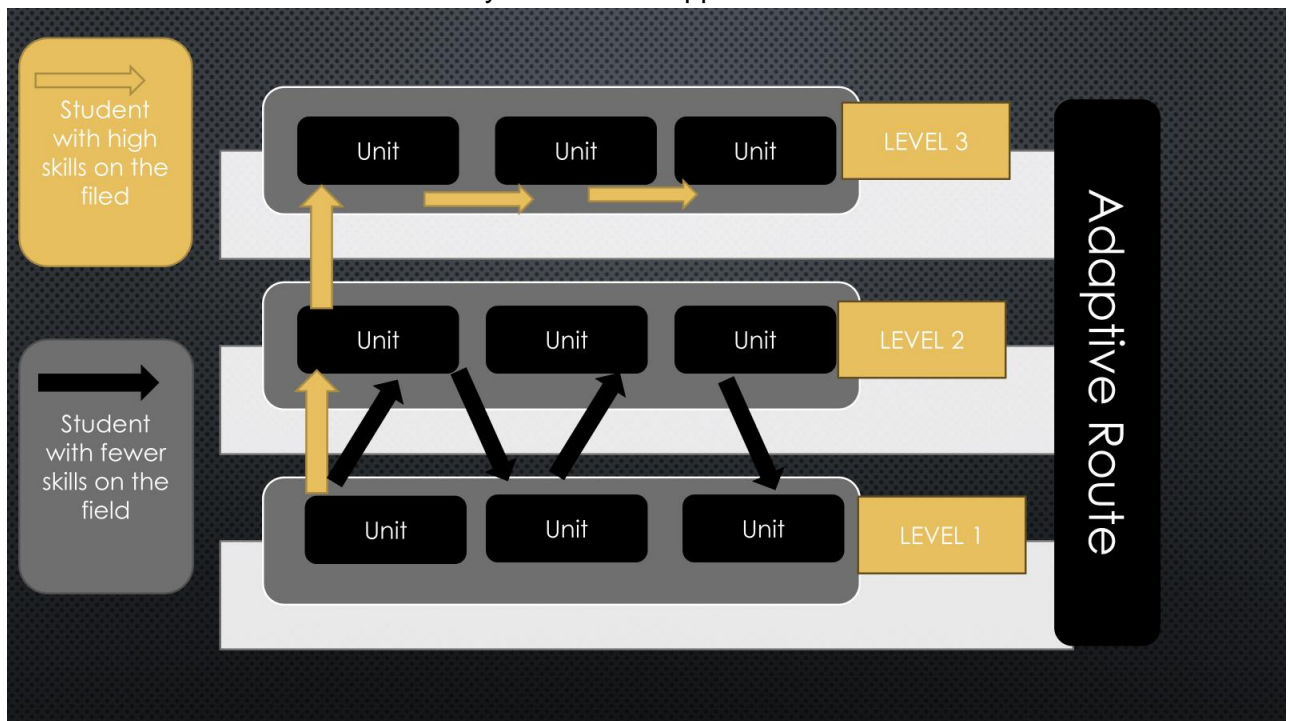 Student
with high
skills on the
filed
Unit
Unit
Unit
LEVEL 3
Student
with fewer
skills on the
field
Unit
Unit
Unit
LEVEL 2
Unit
Unit
Unit
LEVEL 1
Adaptive Route